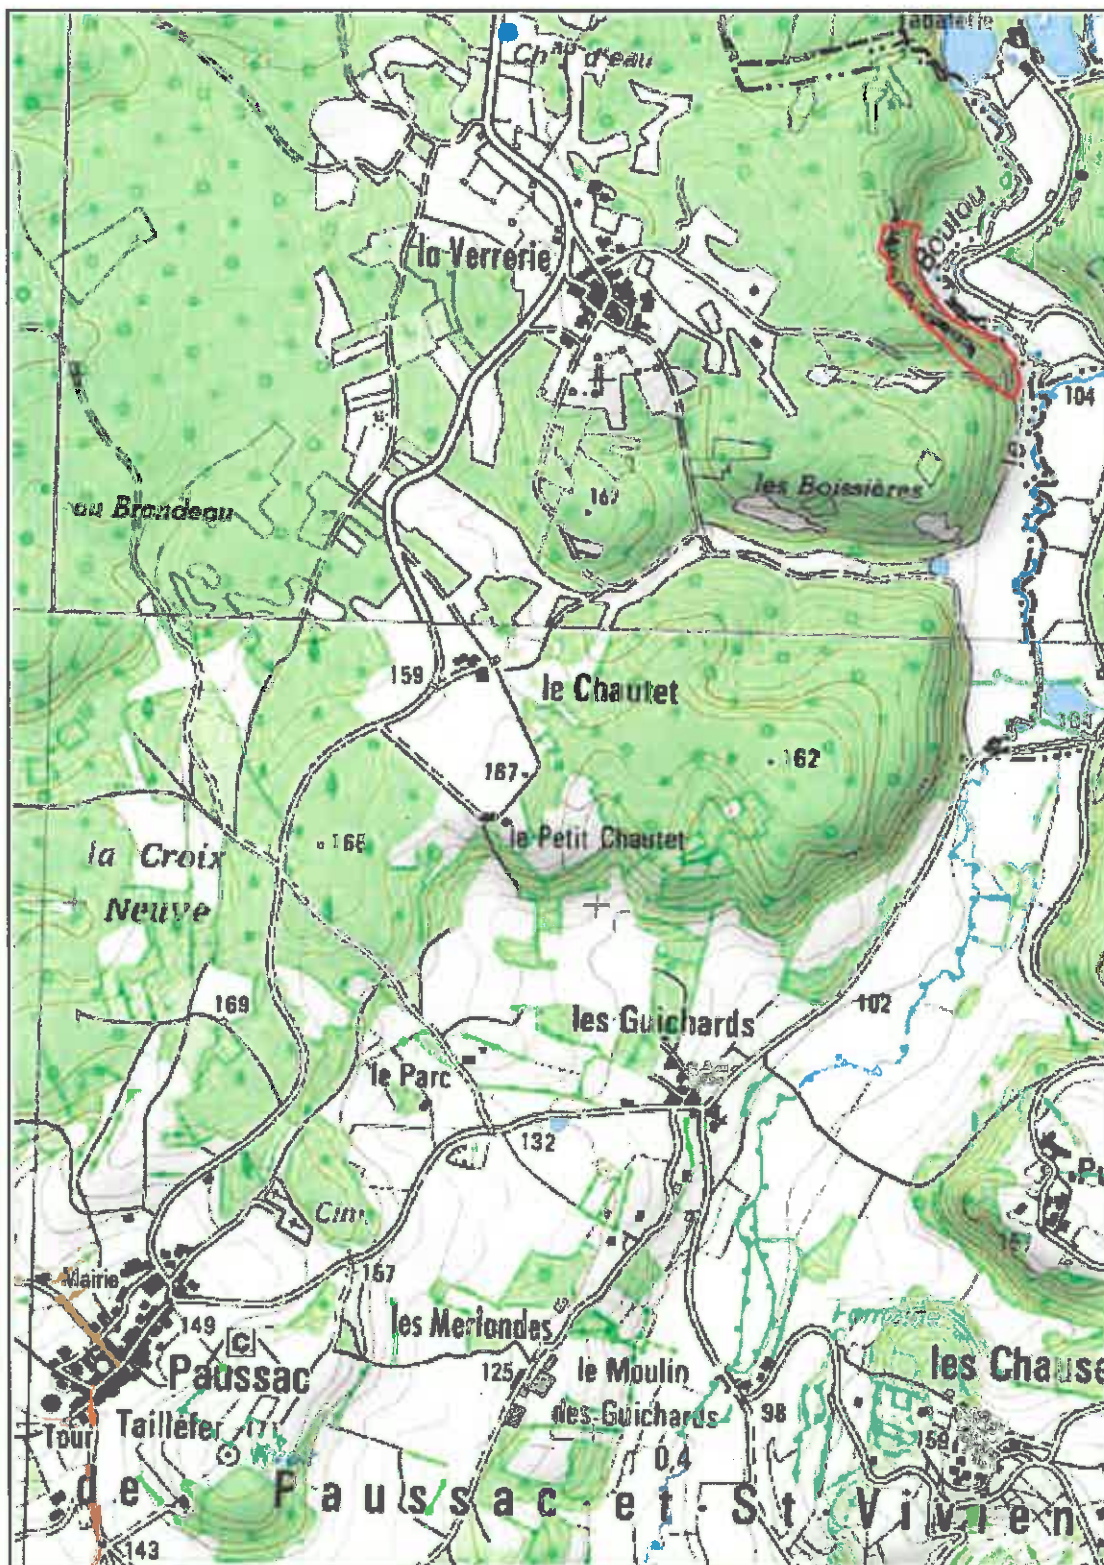 Ch^au d'eau
Boulou
la Verrerie
le
104
les Boissières
167
au Brandeau
159
le Chautet
167
162
168
le Petit Chautet
la Croix
Neuve
169
les Guichards
102
le Parc
132
Cim.
157
Mairie
les Merlondes
149
C
Paussac
125
le Moulin
des Guichards
les Chause
Tour
Taillefer
98
0,4
de Paussac-et-St-Vivien
143